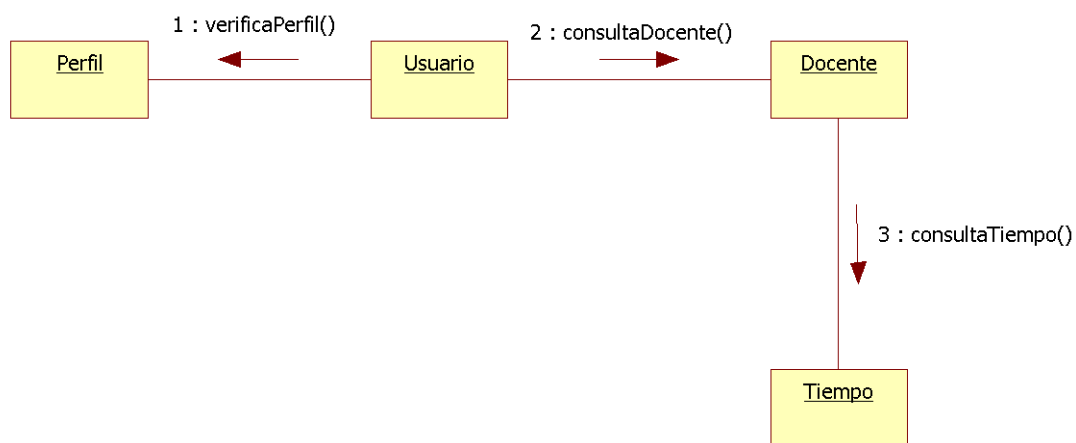 1 : verificaPerfil()
2 : consultaDocente()
Perfil
Usuario
Docente
3 : consultaTiempo()
Tiempo